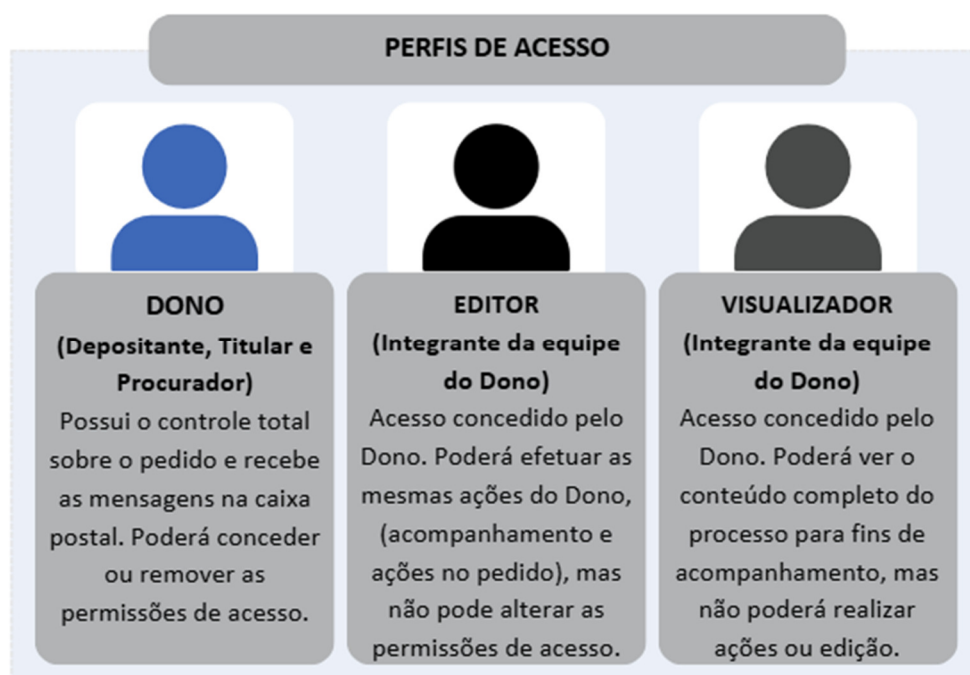 PERFIS DE ACESSO
DONO
(Depositante, Titular e
Procurador)
Possui o controle total
sobre o pedido e recebe
as mensagens na caixa
postal. Poderá conceder
ou remover as
permissões de acesso.
EDITOR
(Integrante da equipe
do Dono)
Acesso concedido pelo
Dono. Poderá efetuar as
mesmas ações do Dono,
(acompanhamento e
ações no pedido), mas
não pode alterar as
permissões de acesso.
VISUALIZADOR
(Integrante da equipe
do Dono)
Acesso concedido pelo
Dono. Poderá ver o
conteúdo completo do
processo para fins de
acompanhamento, mas
não poderá realizar
ações ou edição.